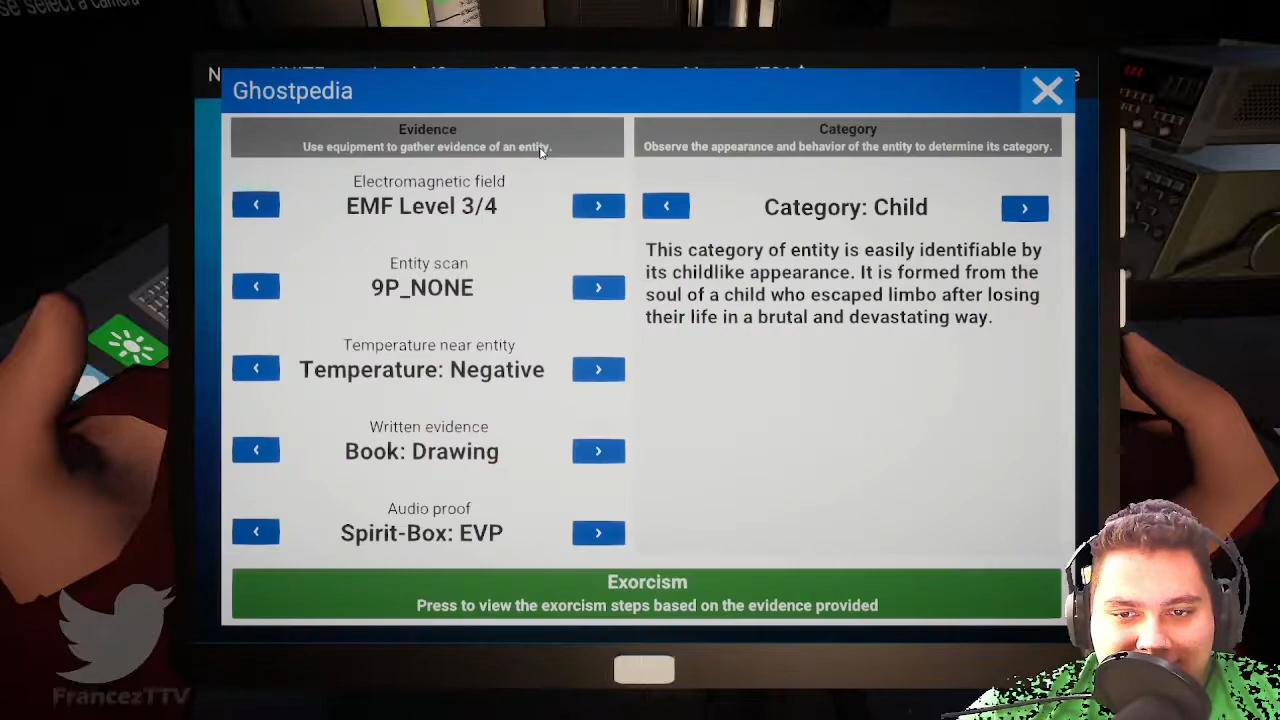 se select a camera
Ghostpedia
Evidence
Use equipment to gather evidence of an entity.
Category
Observe the appearance and behavior of the entity to determine its category.
Electromagnetic field
‹ EMF Level 3/4 ›
Entity scan
‹ 9P_NONE ›
Temperature near entity
‹ Temperature: Negative ›
Written evidence
‹ Book: Drawing ›
Audio proof
‹ Spirit-Box: EVP ›
‹ Category: Child ›
This category of entity is easily identifiable by
its childlike appearance. It is formed from the
soul of a child who escaped limbo after losing
their life in a brutal and devastating way.
Exorcism
Press to view the exorcism steps based on the evidence provided
FrancezTTV